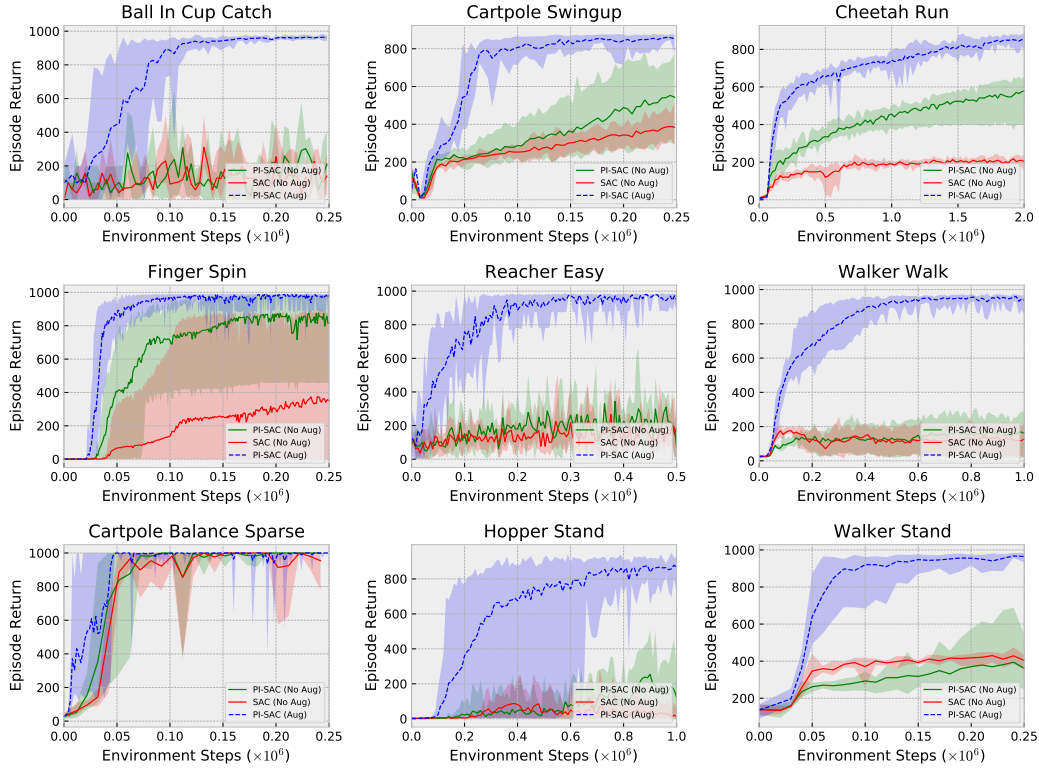 Ball In Cup Catch
Episode Return
1000
800
600
400
200
0
0.00 0.05 0.10 0.15 0.20 0.25
Environment Steps (×10⁶)
PI-SAC (No Aug)
SAC (No Aug)
PI-SAC (Aug)
Cartpole Swingup
Episode Return
800
600
400
200
0
0.00 0.05 0.10 0.15 0.20 0.25
Environment Steps (×10⁶)
PI-SAC (No Aug)
SAC (No Aug)
PI-SAC (Aug)
Cheetah Run
Episode Return
800
600
400
200
0
0.0 0.5 1.0 1.5 2.0
Environment Steps (×10⁶)
PI-SAC (No Aug)
SAC (No Aug)
PI-SAC (Aug)
Finger Spin
Episode Return
1000
800
600
400
200
0
0.00 0.05 0.10 0.15 0.20 0.25
Environment Steps (×10⁶)
PI-SAC (No Aug)
SAC (No Aug)
PI-SAC (Aug)
Reacher Easy
Episode Return
1000
800
600
400
200
0
0.0 0.1 0.2 0.3 0.4 0.5
Environment Steps (×10⁶)
PI-SAC (No Aug)
SAC (No Aug)
PI-SAC (Aug)
Walker Walk
Episode Return
1000
800
600
400
200
0
0.0 0.2 0.4 0.6 0.8 1.0
Environment Steps (×10⁶)
PI-SAC (No Aug)
SAC (No Aug)
PI-SAC (Aug)
Cartpole Balance Sparse
Episode Return
1000
800
600
400
200
0
0.00 0.05 0.10 0.15 0.20 0.25
Environment Steps (×10⁶)
PI-SAC (No Aug)
SAC (No Aug)
PI-SAC (Aug)
Hopper Stand
Episode Return
800
600
400
200
0
0.0 0.2 0.4 0.6 0.8 1.0
Environment Steps (×10⁶)
PI-SAC (No Aug)
SAC (No Aug)
PI-SAC (Aug)
Walker Stand
Episode Return
1000
800
600
400
200
0.00 0.05 0.10 0.15 0.20 0.25
Environment Steps (×10⁶)
PI-SAC (No Aug)
SAC (No Aug)
PI-SAC (Aug)